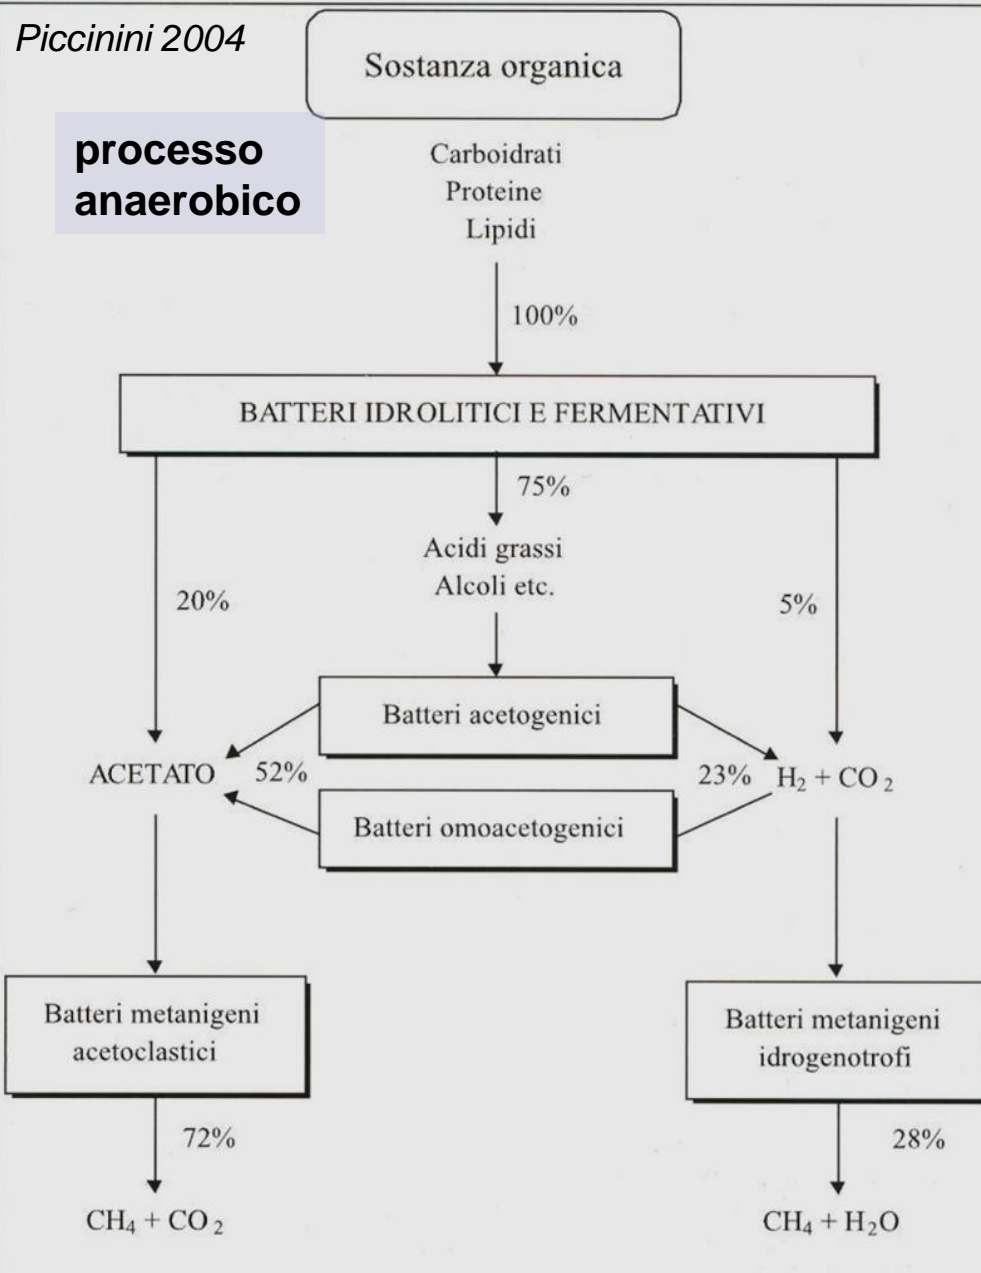 Piccinini 2004
Sostanza organica
processo
anaerobico
Carboidrati
Proteine
Lipidi
100%
BATTERI IDROLITICI E FERMENTATIVI
75%
Acidi grassi
Alcoli etc.
20%
5%
Batteri acetogenici
ACETATO
52%
23%
H₂ + CO₂
Batteri omoacetogenici
Batteri metanigeni
acetoclastici
Batteri metanigeni
idrogenotrofi
72%
28%
CH₄ + CO₂
CH₄ + H₂O